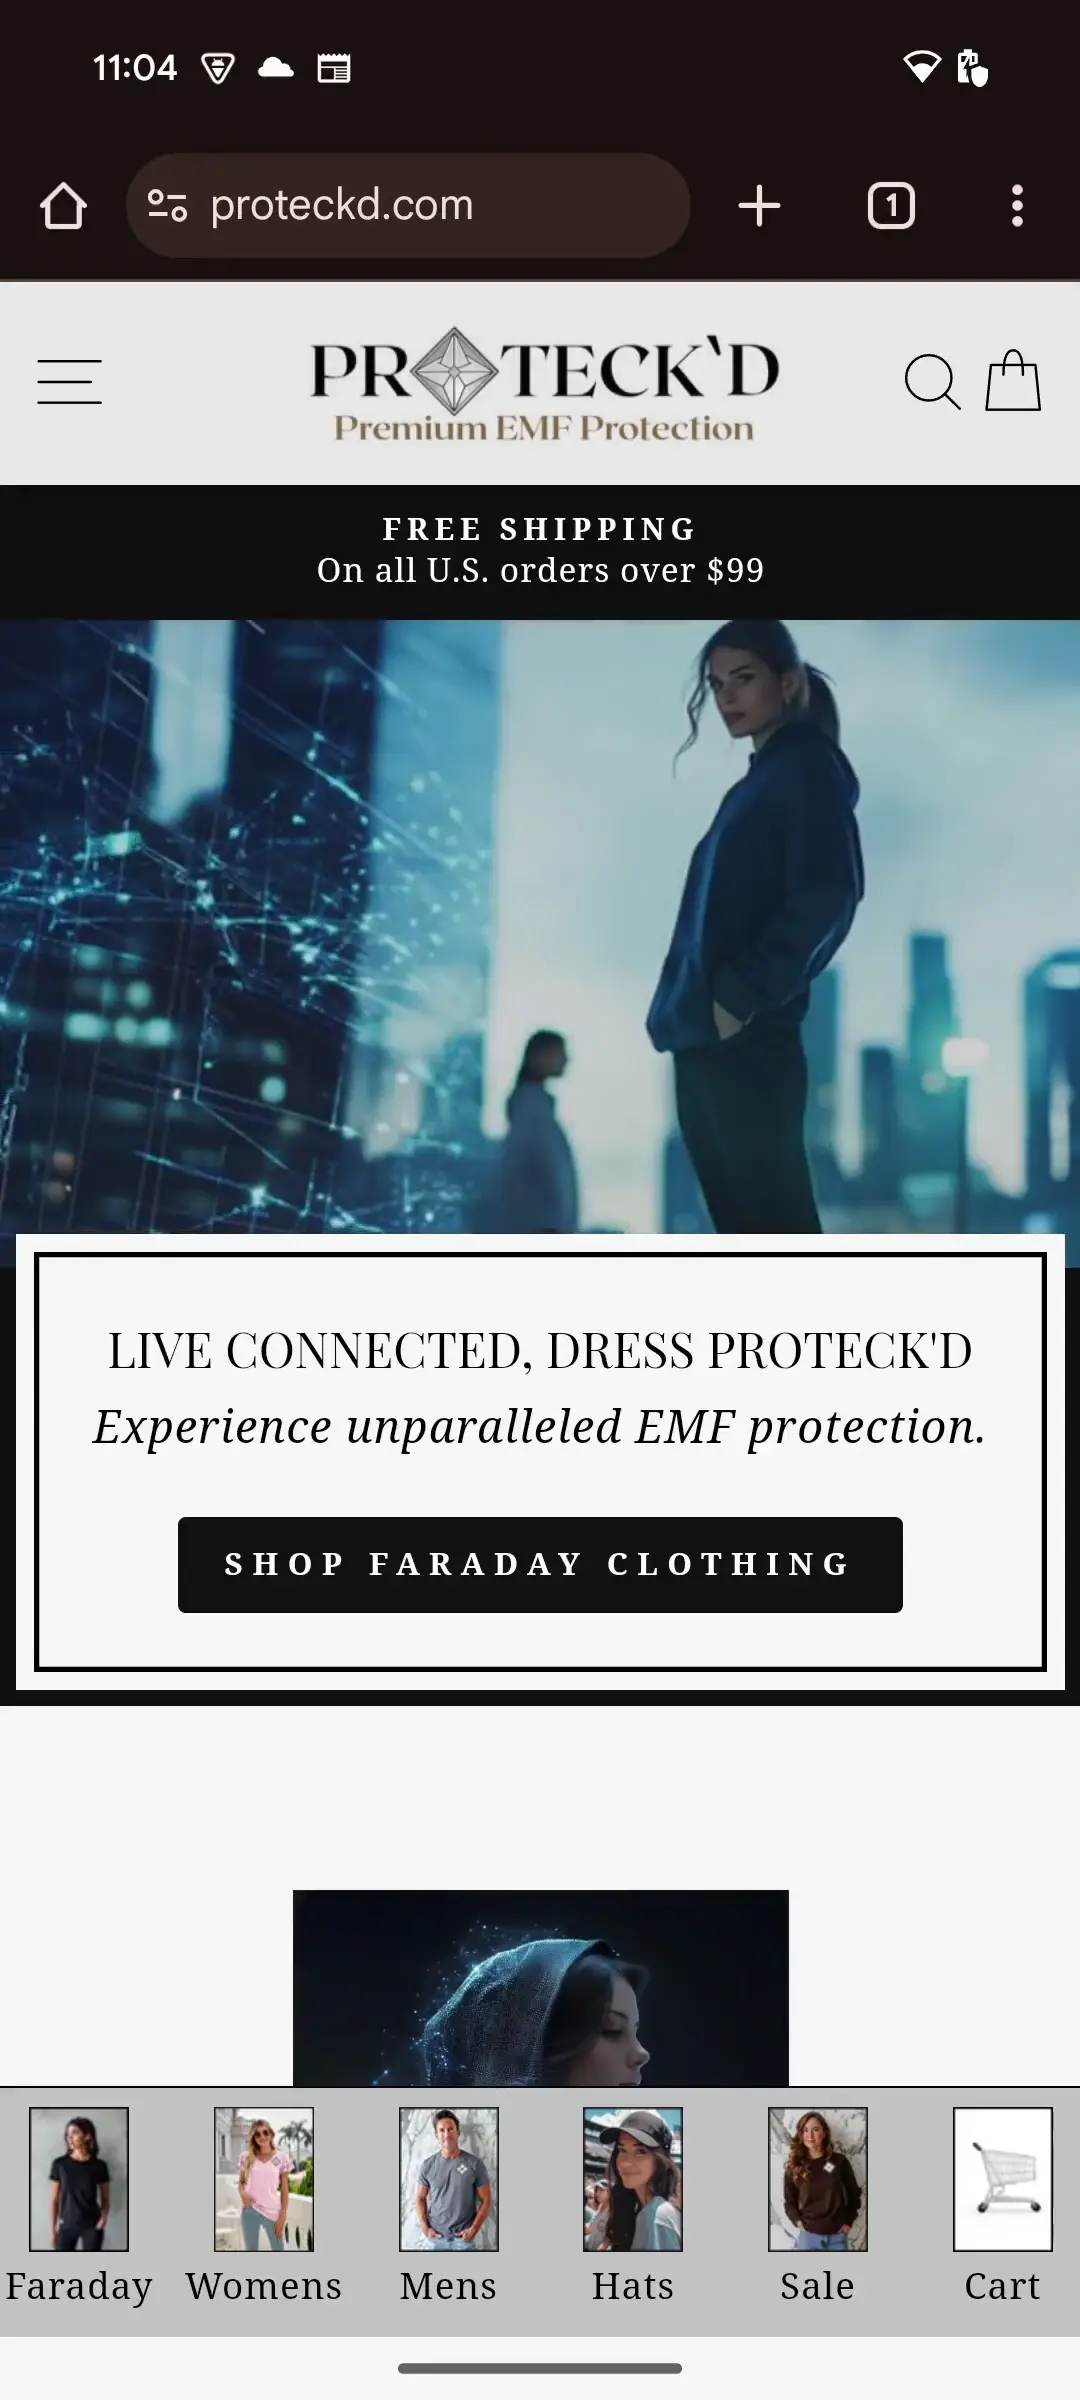 11:04
proteckd.com
1
PROTECK`D
Premium EMF Protection
FREE SHIPPING
On all U.S. orders over $99
LIVE CONNECTED, DRESS PROTECK'D
Experience unparalleled EMF protection.
SHOP FARADAY CLOTHING
Faraday Womens Mens Hats Sale Cart